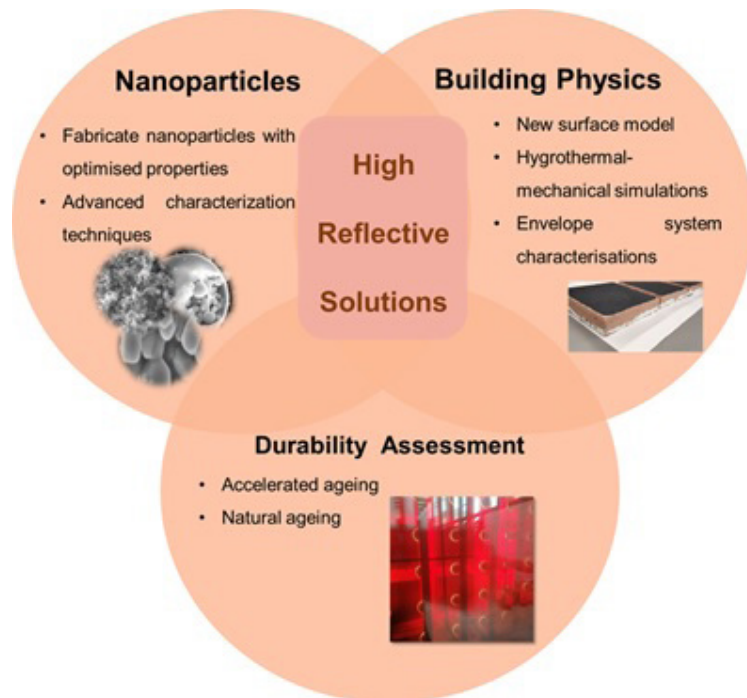 Nanoparticles
• Fabricate nanoparticles with
optimised properties
• Advanced characterization
techniques
High
Reflective
Solutions
Building Physics
• New surface model
• Hygrothermal-
mechanical simulations
• Envelope system
characterisations
Durability Assessment
• Accelerated ageing
• Natural ageing